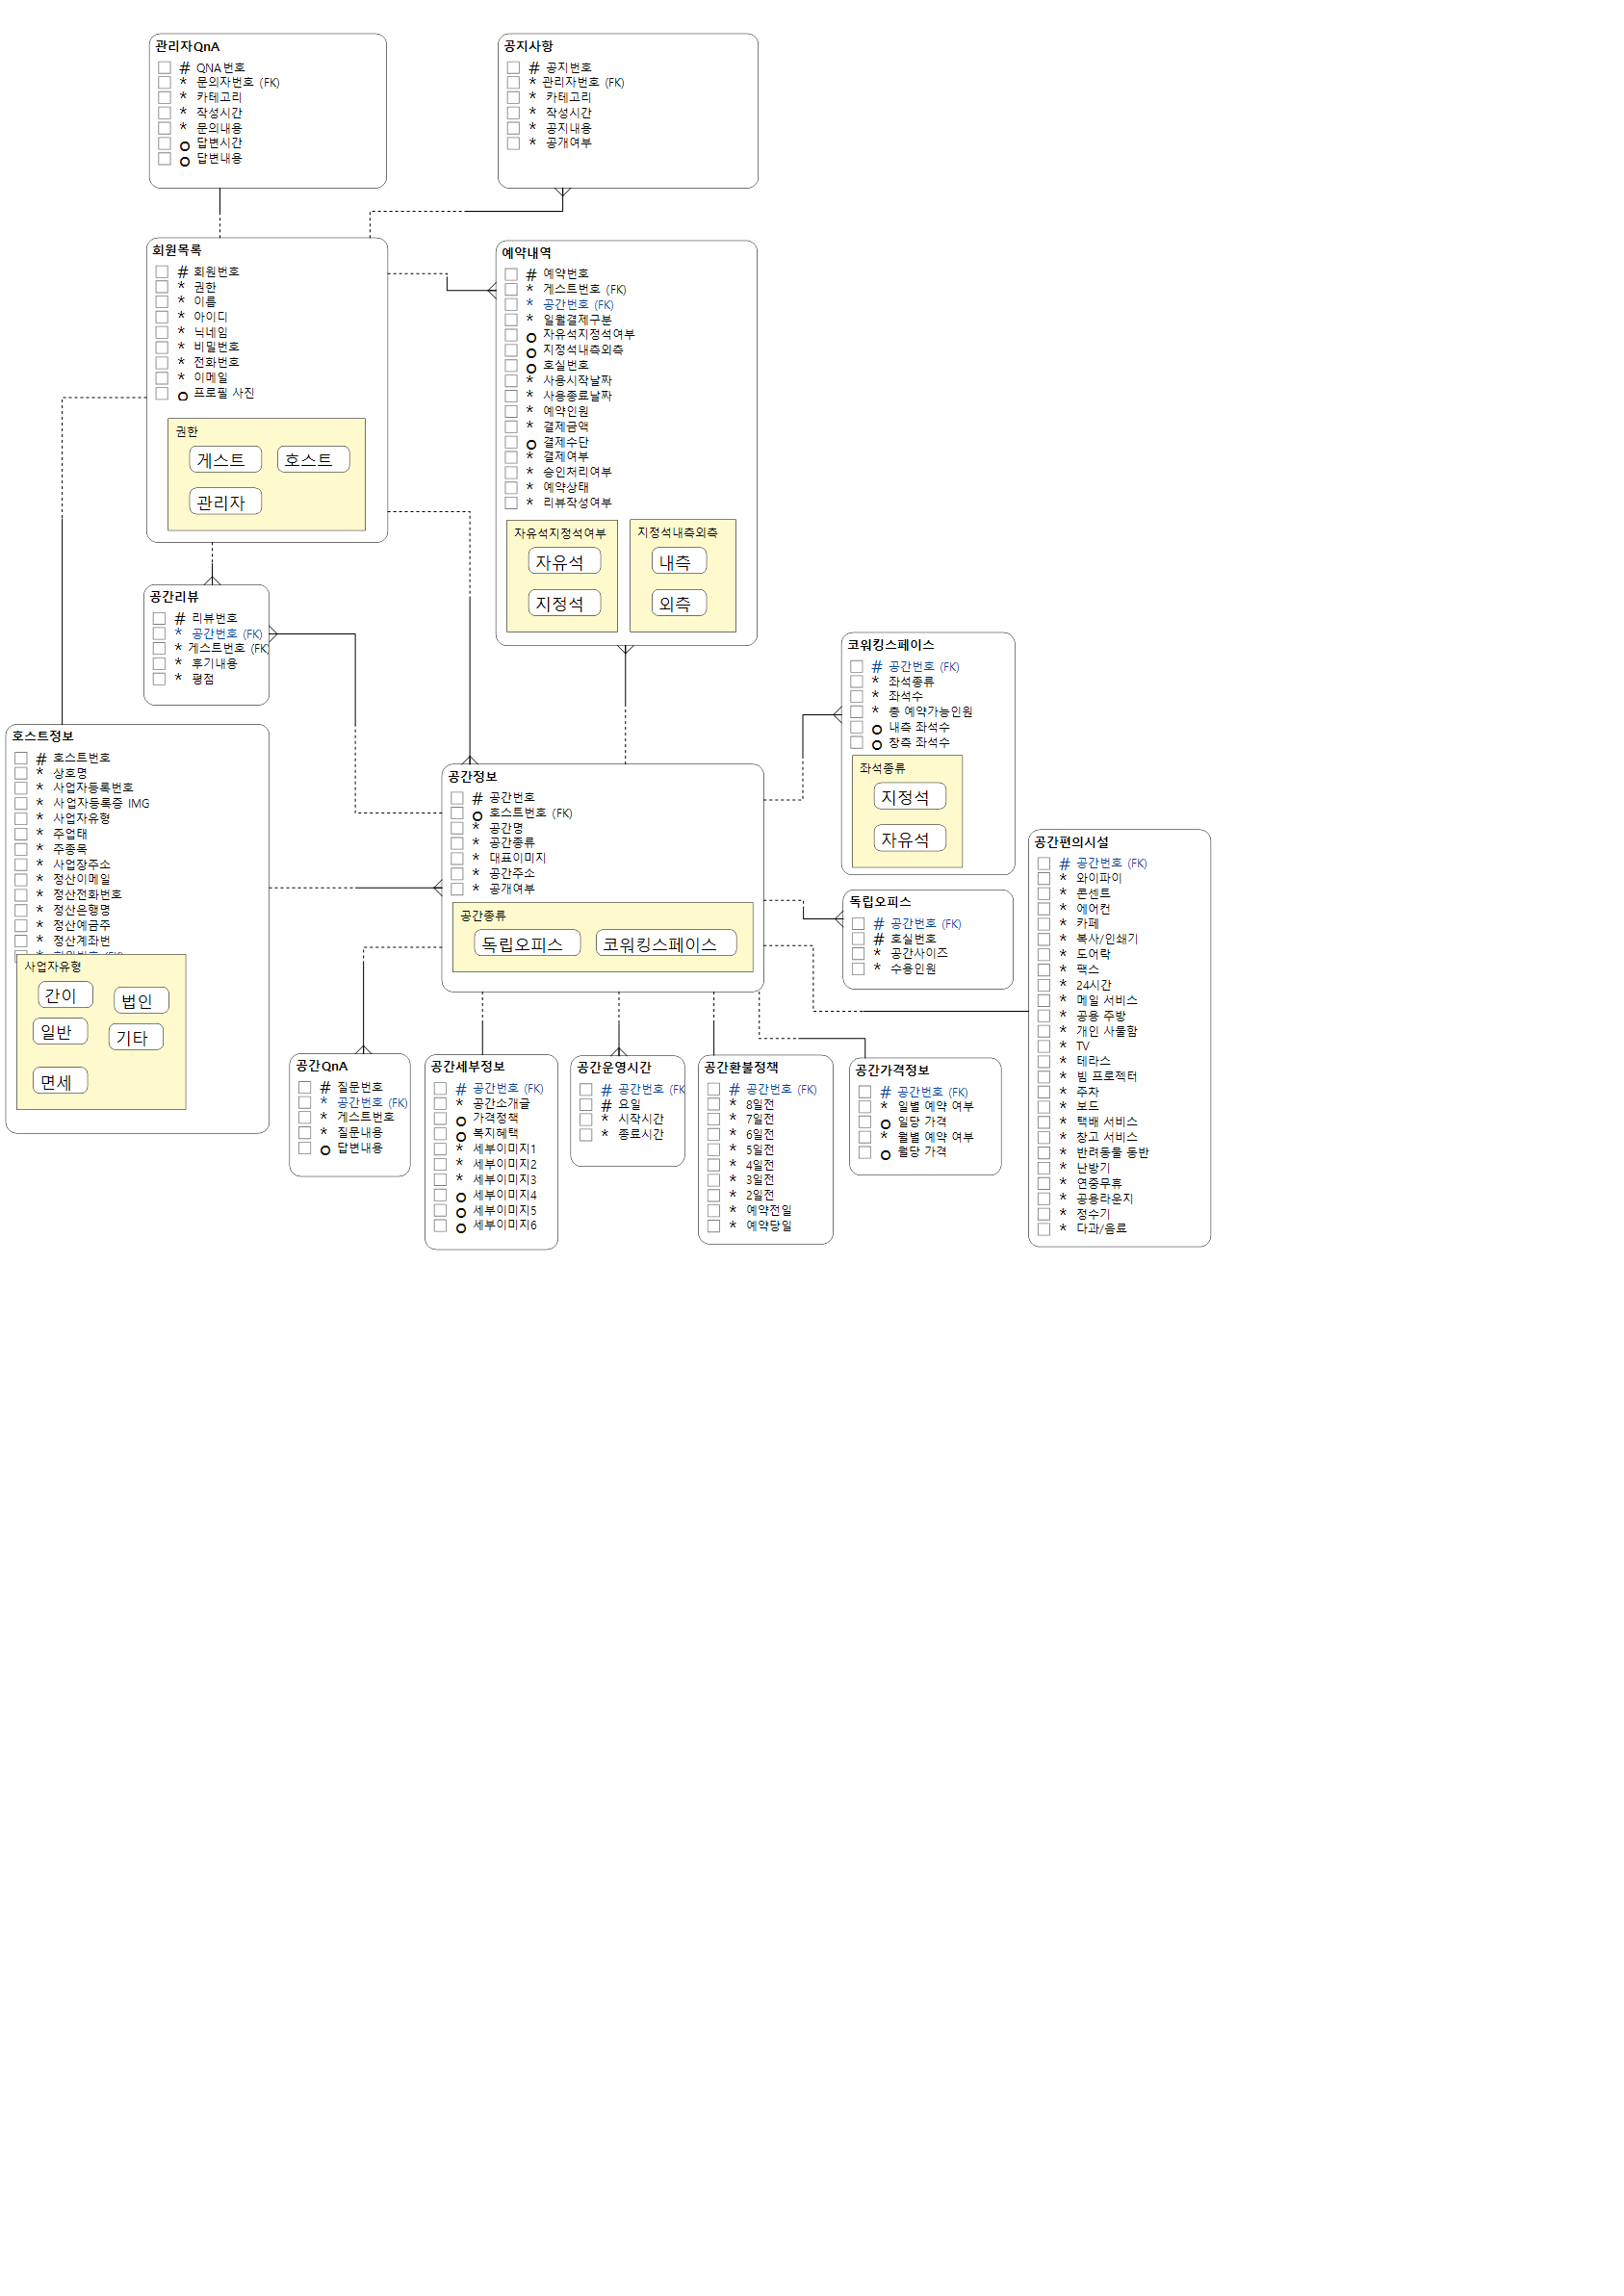 관리자QnA
# QNA번호
* 문의자번호 (FK)
* 카테고리
* 작성시간
* 문의내용
o 답변시간
o 답변내용
공지사항
# 공지번호
* 관리자번호 (FK)
* 카테고리
* 작성시간
* 공지내용
* 공개여부
회원목록
# 회원번호
* 권한
* 이름
* 아이디
* 닉네임
* 비밀번호
* 전화번호
* 이메일
o 프로필 사진
권한
게스트
호스트
관리자
예약내역
# 예약번호
* 게스트번호 (FK)
* 공간번호 (FK)
* 일월결제구분
o 자유석지정석여부
o 지정석내측외측
o 호실번호
* 사용시작날짜
* 사용종료날짜
* 예약인원
* 결제금액
o 결제수단
* 결제여부
* 승인처리여부
* 예약상태
* 리뷰작성여부
자유석지정석여부
자유석
지정석
지정석내측외측
내측
외측
공간리뷰
# 리뷰번호
* 공간번호 (FK)
* 게스트번호 (FK)
* 후기내용
* 평점
코워킹스페이스
# 공간번호 (FK)
* 좌석종류
* 좌석수
* 총 예약가능인원
o 내측 좌석수
o 창측 좌석수
좌석종류
지정석
자유석
호스트정보
# 호스트번호
* 상호명
* 사업자등록번호
* 사업자등록증 IMG
* 사업자유형
* 주업태
* 주종목
* 사업장주소
* 정산이메일
* 정산전화번호
* 정산은행명
* 정산예금주
* 정산계좌번
사업자유형
간이
법인
일반
기타
면세
공간정보
# 공간번호
o 호스트번호 (FK)
* 공간명
* 공간종류
* 대표이미지
* 공간주소
* 공개여부
공간종류
독립오피스
코워킹스페이스
독립오피스
# 공간번호 (FK)
# 호실번호
* 공간사이즈
* 수용인원
공간편의시설
# 공간번호 (FK)
* 와이파이
* 콘센트
* 에어컨
* 카페
* 복사/인쇄기
* 도어락
* 팩스
* 24시간
* 메일 서비스
* 공용 주방
* 개인 사물함
* TV
* 테라스
* 빔 프로젝터
* 주차
* 보드
* 택배 서비스
* 창고 서비스
* 반려동물 동반
* 난방기
* 연중무휴
* 공용라운지
* 정수기
* 다과/음료
공간QnA
# 질문번호
* 공간번호 (FK)
* 게스트번호
* 질문내용
o 답변내용
공간세부정보
# 공간번호 (FK)
* 공간소개글
o 가격정책
o 복지혜택
* 세부이미지1
* 세부이미지2
* 세부이미지3
o 세부이미지4
o 세부이미지5
o 세부이미지6
공간운영시간
# 공간번호 (FK
# 요일
* 시작시간
* 종료시간
공간환불정책
# 공간번호 (FK)
* 8일전
* 7일전
* 6일전
* 5일전
* 4일전
* 3일전
* 2일전
* 예약전일
* 예약당일
공간가격정보
# 공간번호 (FK)
* 일별 예약 여부
o 일당 가격
* 월별 예약 여부
o 월당 가격